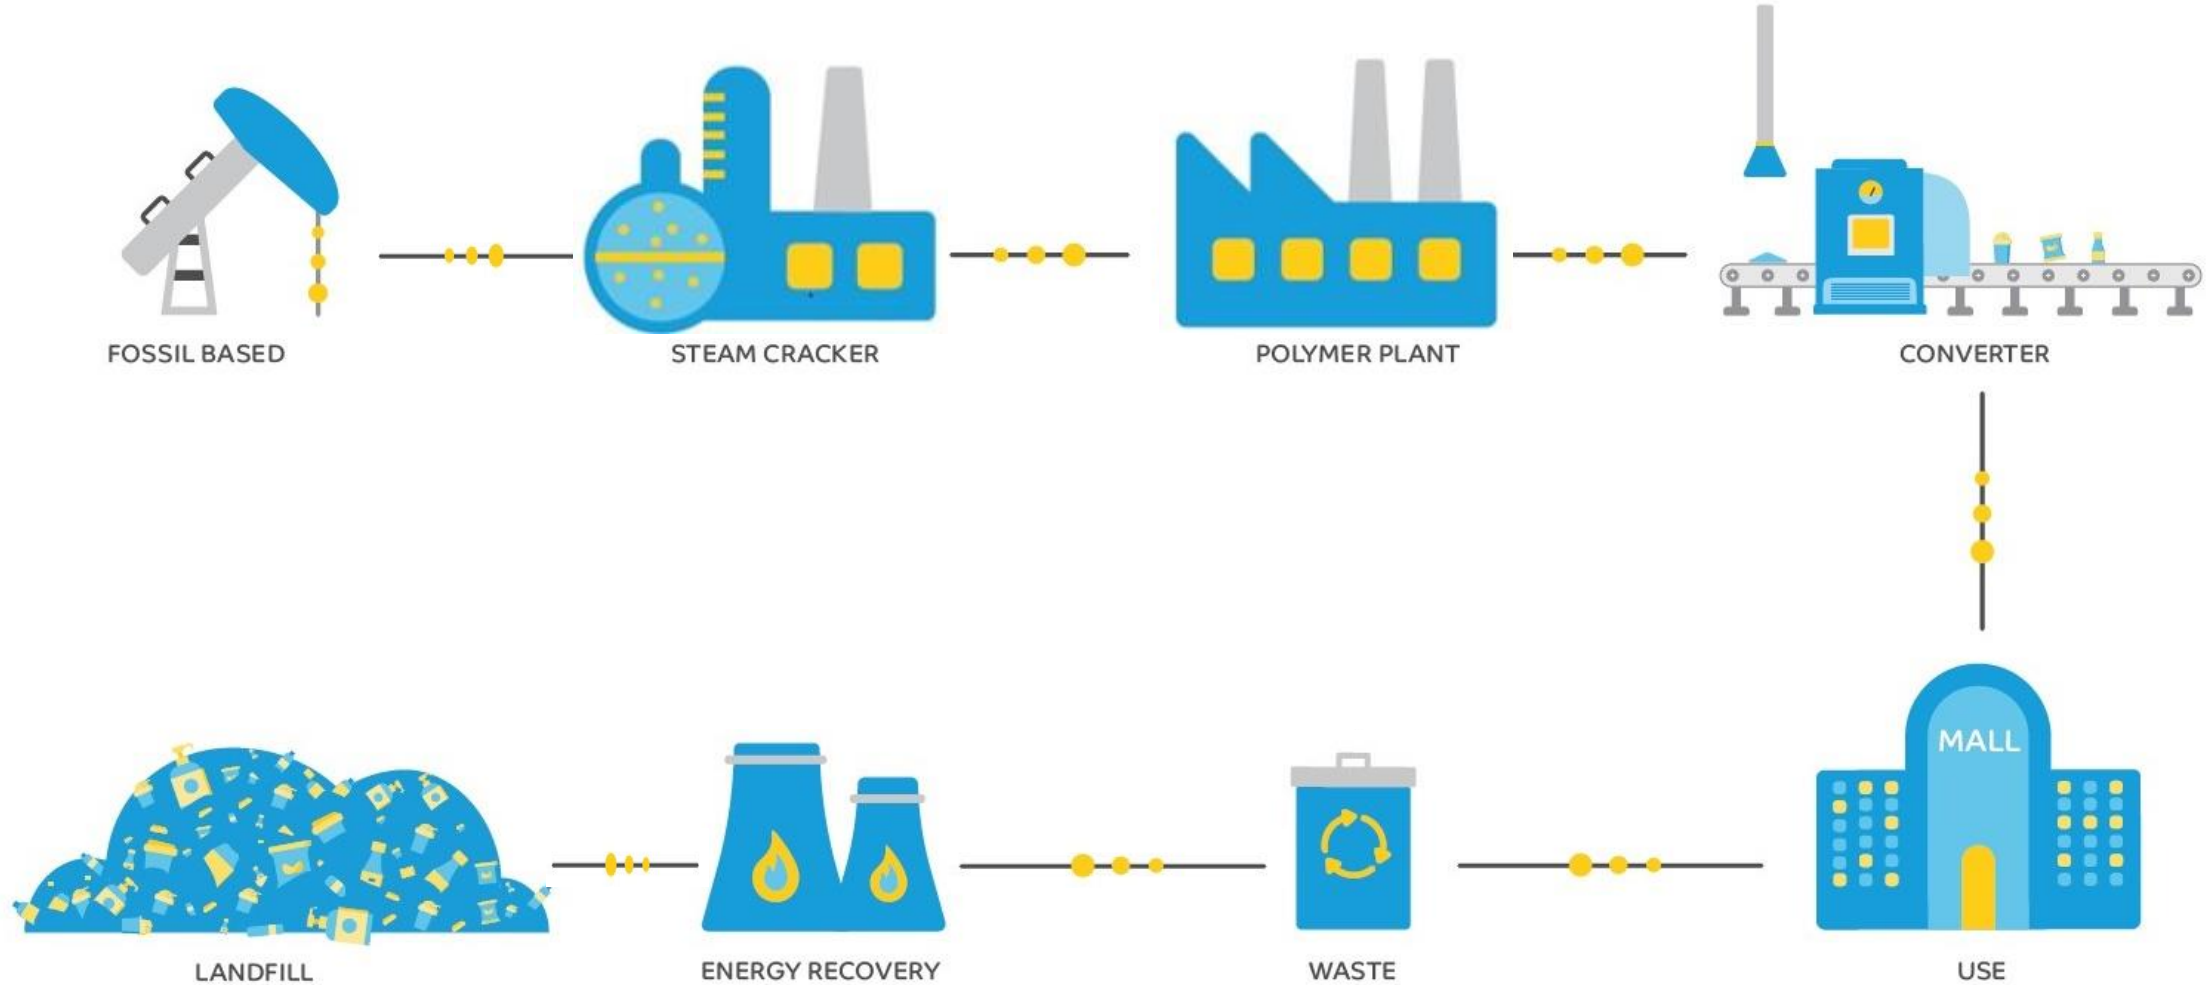 FOSSIL BASED
STEAM CRACKER
POLYMER PLANT
CONVERTER
MALL
LANDFILL
ENERGY RECOVERY
WASTE
USE